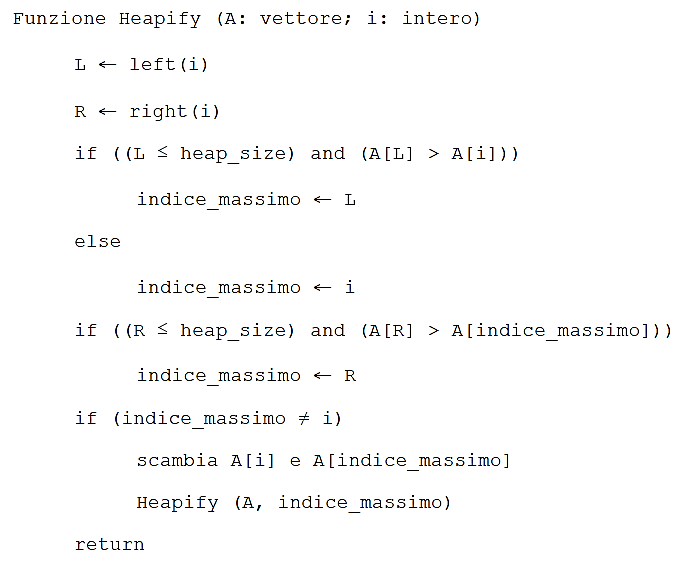 Funzione Heapify (A: vettore; i: intero)
L ← left(i)
R ← right(i)
if ((L ≤ heap_size) and (A[L] > A[i]))
indice_massimo ← L
else
indice_massimo ← i
if ((R ≤ heap_size) and (A[R] > A[indice_massimo]))
indice_massimo ← R
if (indice_massimo ≠ i)
scambia A[i] e A[indice_massimo]
Heapify (A, indice_massimo)
return